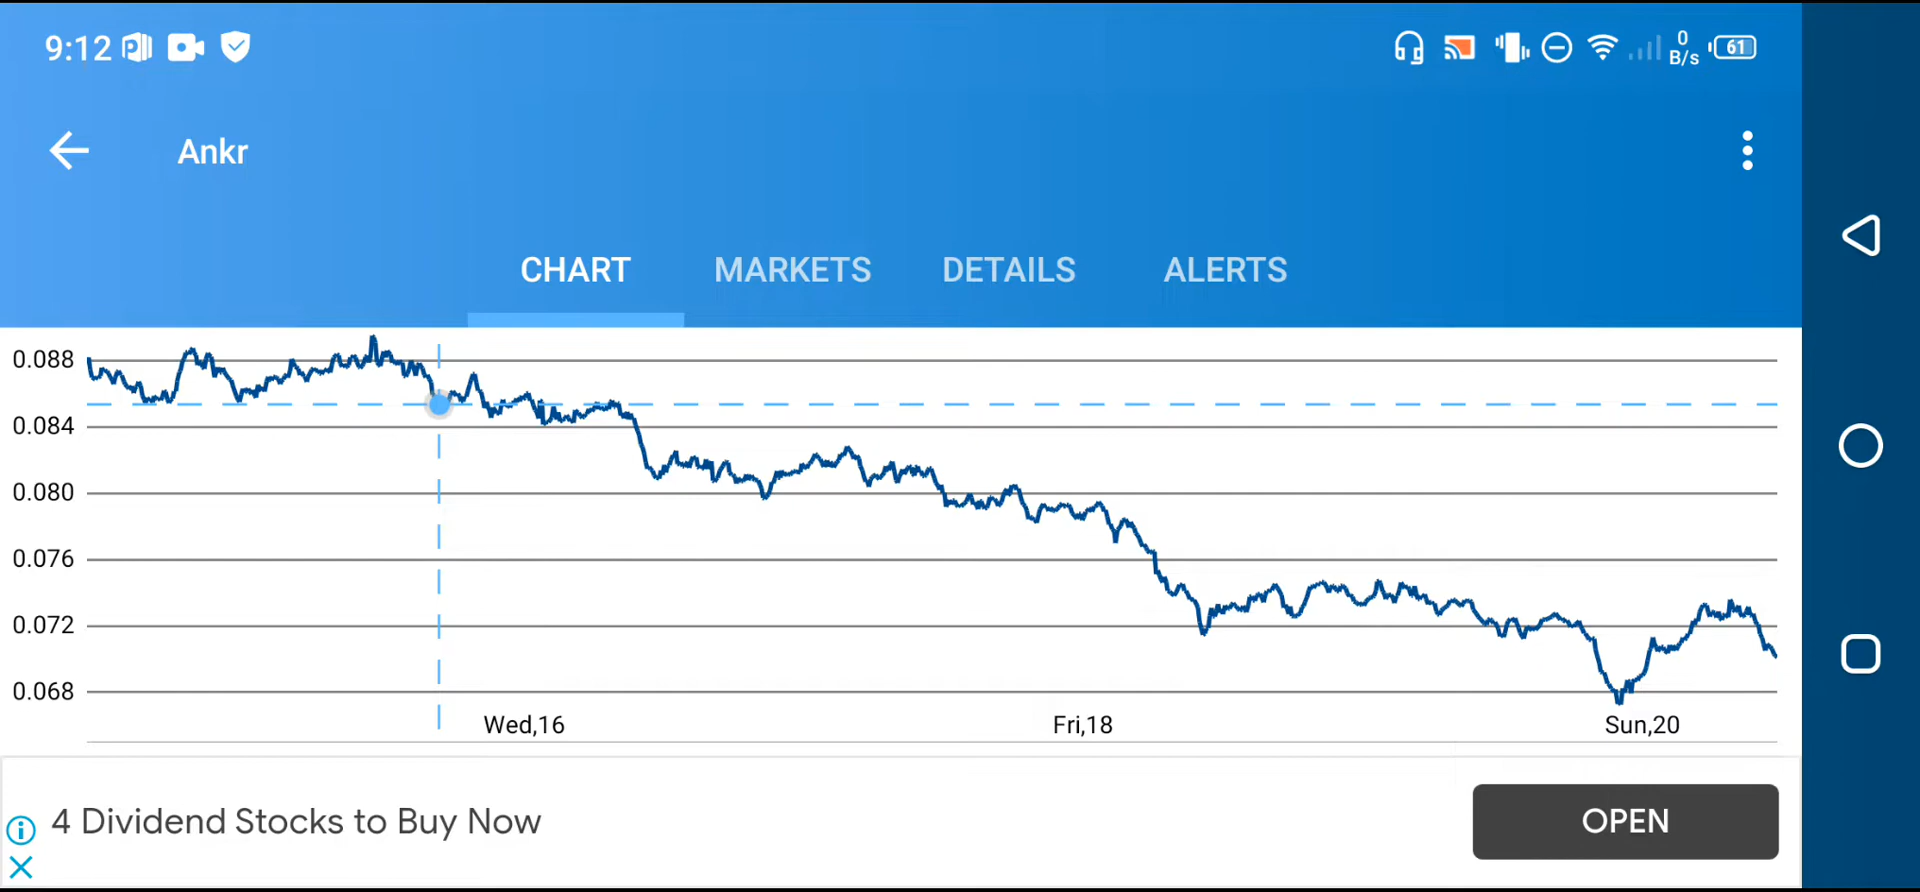 9:12 0 B/s 61
Ankr
CHART MARKETS DETAILS ALERTS
0.088
0.084
0.080
0.076
0.072
0.068
Wed,16 Fri,18 Sun,20
4 Dividend Stocks to Buy Now OPEN